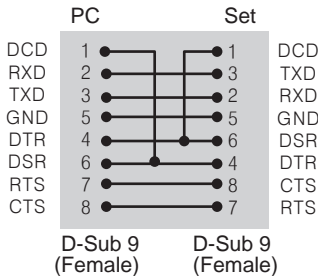 PC Set
DCD 1 1 DCD
RXD 2 3 TXD
TXD 3 2 RXD
GND 5 5 GND
DTR 4 6 DSR
DSR 6 4 DTR
RTS 7 8 CTS
CTS 8 7 RTS
D-Sub 9 D-Sub 9
(Female) (Female)